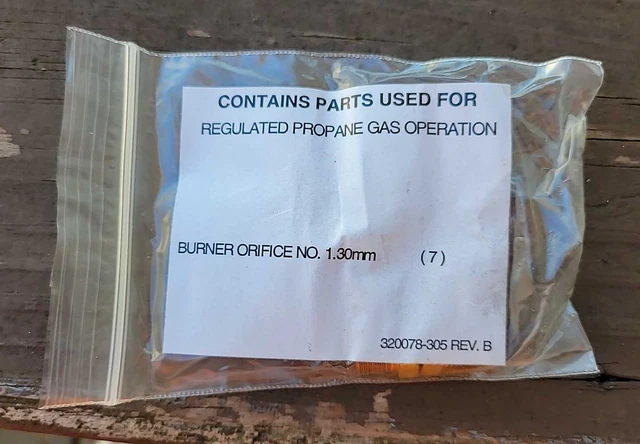 CONTAINS PARTS USED FOR
REGULATED PROPANE GAS OPERATION
BURNER ORIFICE NO. 1.30mm (7)
320078-305 REV. B